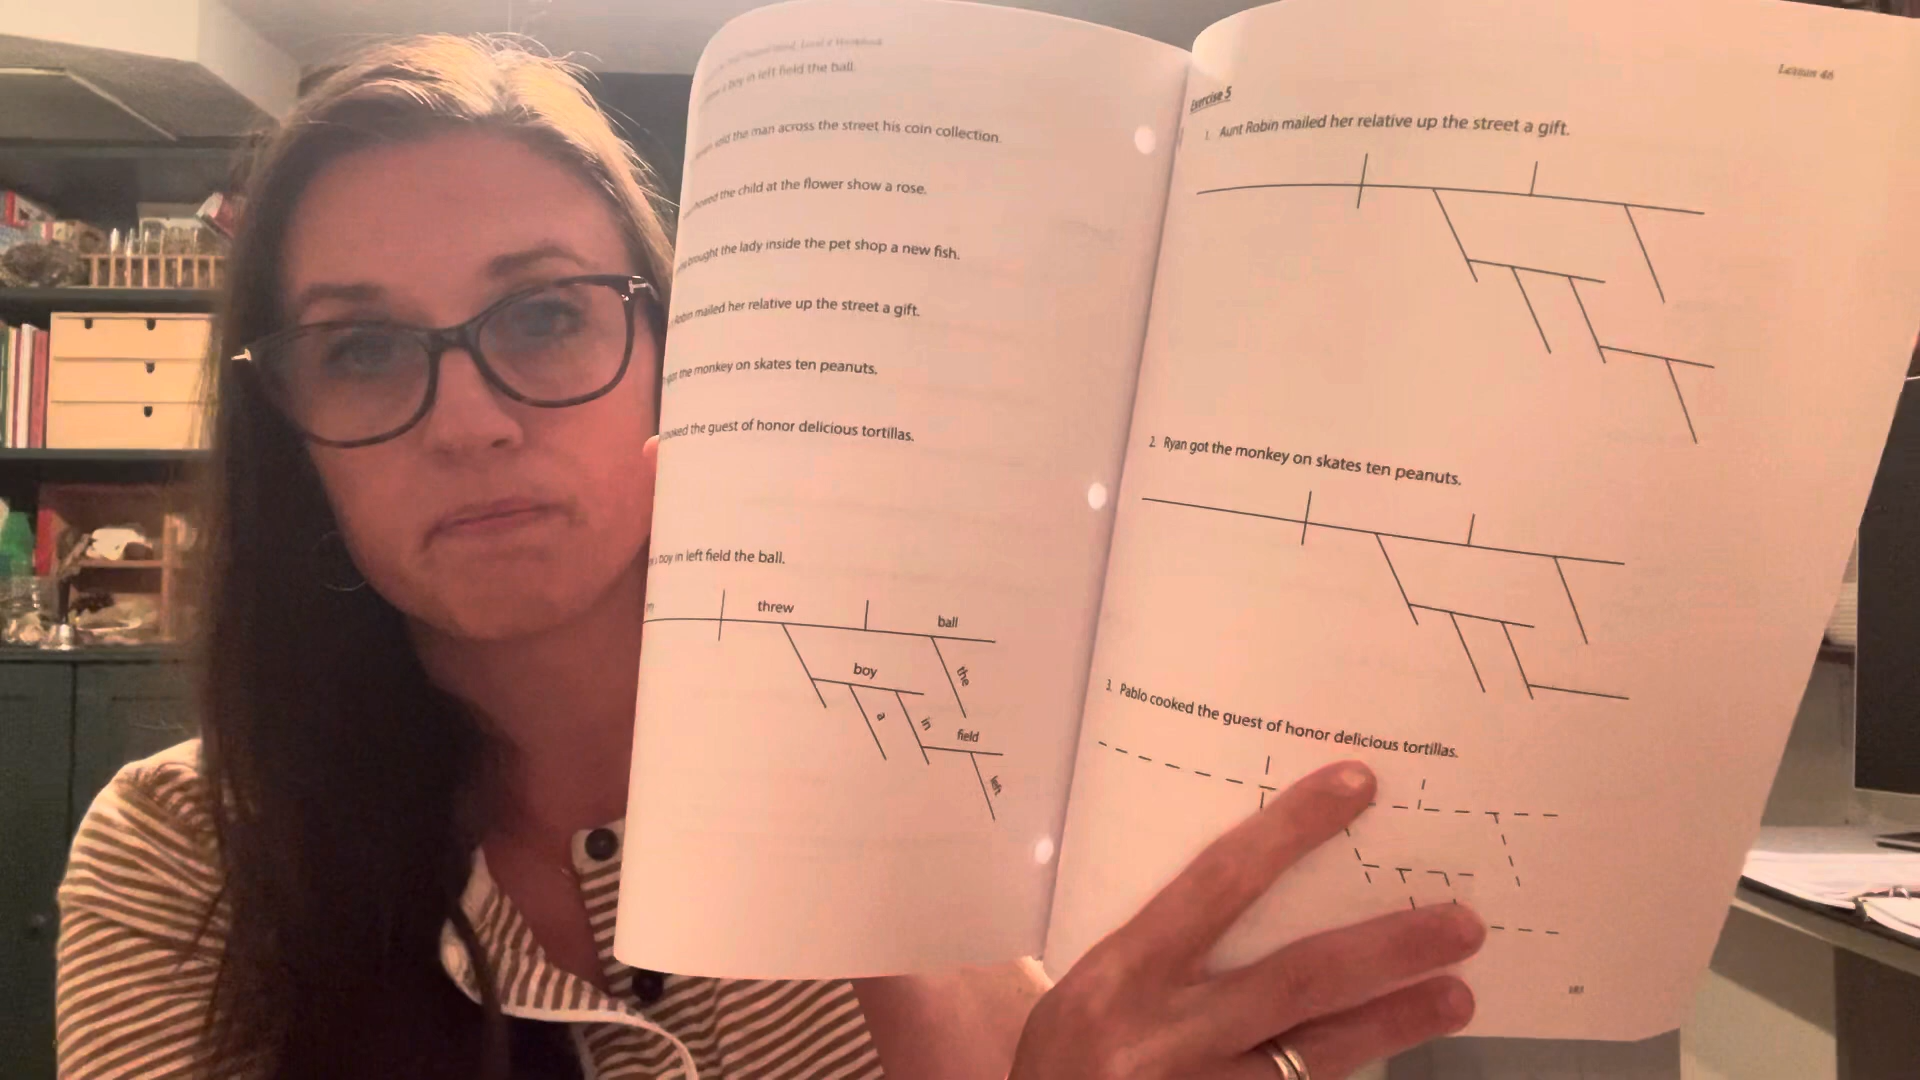 Level 4 Workbook
a boy in left field the ball.
sold the man across the street his coin collection.
showed the child at the flower show a rose.
brought the lady inside the pet shop a new fish.
Robin mailed her relative up the street a gift.
got the monkey on skates ten peanuts.
cooked the guest of honor delicious tortillas.
boy in left field the ball.
threw
ball
boy
the
a
in
field
left
Lesson 46
Exercise 5
1. Aunt Robin mailed her relative up the street a gift.
2. Ryan got the monkey on skates ten peanuts.
3. Pablo cooked the guest of honor delicious tortillas.